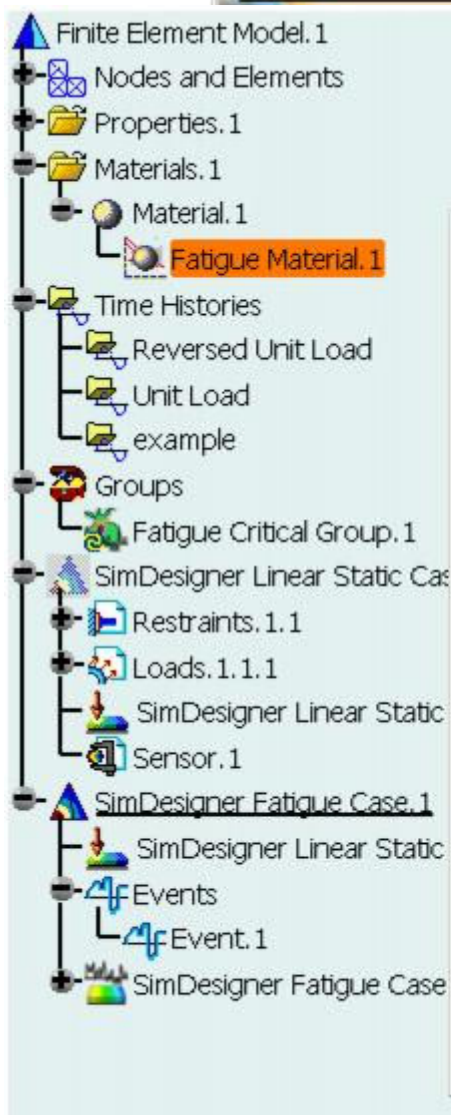 Finite Element Model.1
Nodes and Elements
Properties.1
Materials.1
Material.1
Fatigue Material.1
Time Histories
Reversed Unit Load
Unit Load
example
Groups
Fatigue Critical Group.1
SimDesigner Linear Static Cas
Restraints.1.1
Loads.1.1.1
SimDesigner Linear Static
Sensor.1
SimDesigner Fatigue Case.1
SimDesigner Linear Static
Events
Event.1
SimDesigner Fatigue Case